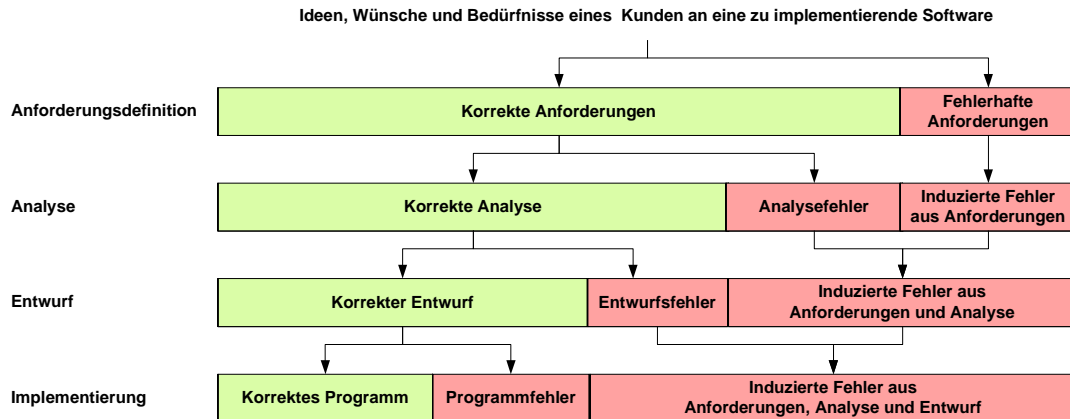 Ideen, Wünsche und Bedürfnisse eines Kunden an eine zu implementierende Software
Anforderungsdefinition
Korrekte Anforderungen
Fehlerhafte
Anforderungen
Analyse
Korrekte Analyse
Analysefehler
Induzierte Fehler
aus Anforderungen
Entwurf
Korrekter Entwurf
Entwurfsfehler
Induzierte Fehler aus
Anforderungen und Analyse
Implementierung
Korrektes Programm
Programmfehler
Induzierte Fehler aus
Anforderungen, Analyse und Entwurf